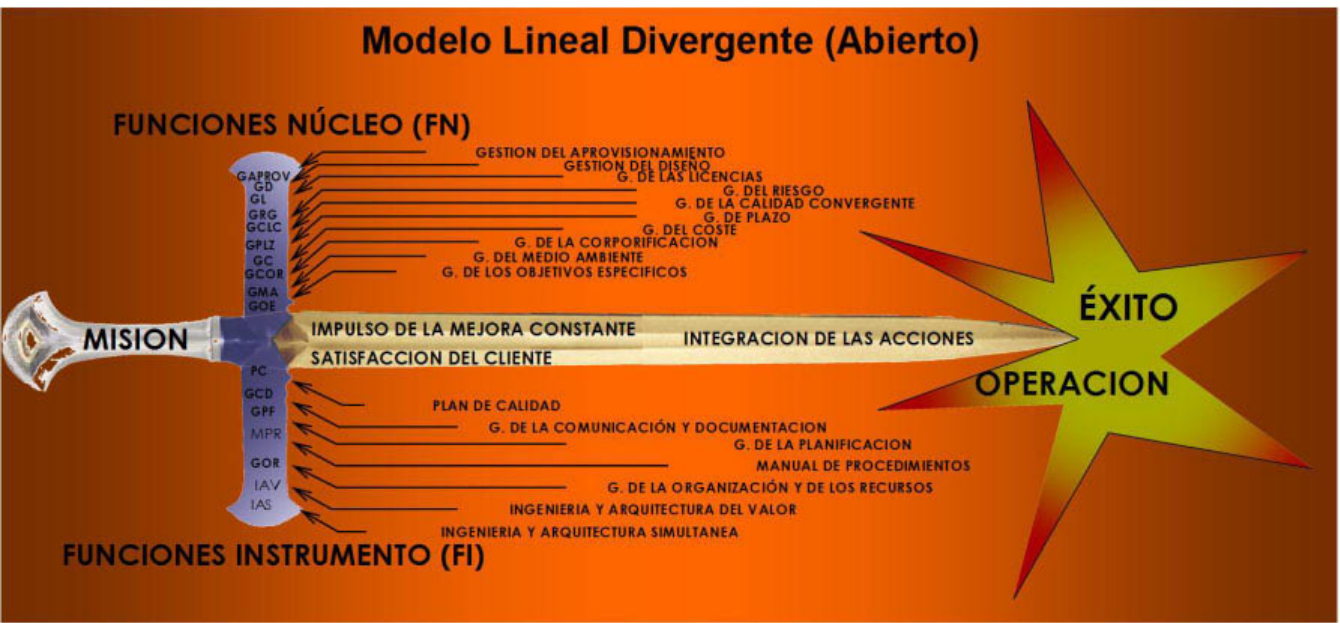 Modelo Lineal Divergente (Abierto)
FUNCIONES NÚCLEO (FN)
GESTION DEL APROVISIONAMIENTO
GESTION DEL DISEÑO
G. DE LAS LICENCIAS
G. DEL RIESGO
G. DE LA CALIDAD CONVERGENTE
G. DE PLAZO
G. DEL COSTE
G. DE LA CORPORIFICACION
G. DEL MEDIO AMBIENTE
G. DE LOS OBJETIVOS ESPECIFICOS
GAPROV
GD
GL
GRG
GCLC
GPLZ
GC
GCOR
GMA
GOE
MISION
IMPULSO DE LA MEJORA CONSTANTE
SATISFACCION DEL CLIENTE
INTEGRACION DE LAS ACCIONES
ÉXITO
OPERACION
PC
GCD
GPF
MPR
GOR
IAV
IAS
PLAN DE CALIDAD
G. DE LA COMUNICACIÓN Y DOCUMENTACION
G. DE LA PLANIFICACION
MANUAL DE PROCEDIMIENTOS
G. DE LA ORGANIZACIÓN Y DE LOS RECURSOS
INGENIERIA Y ARQUITECTURA DEL VALOR
INGENIERIA Y ARQUITECTURA SIMULTANEA
FUNCIONES INSTRUMENTO (FI)